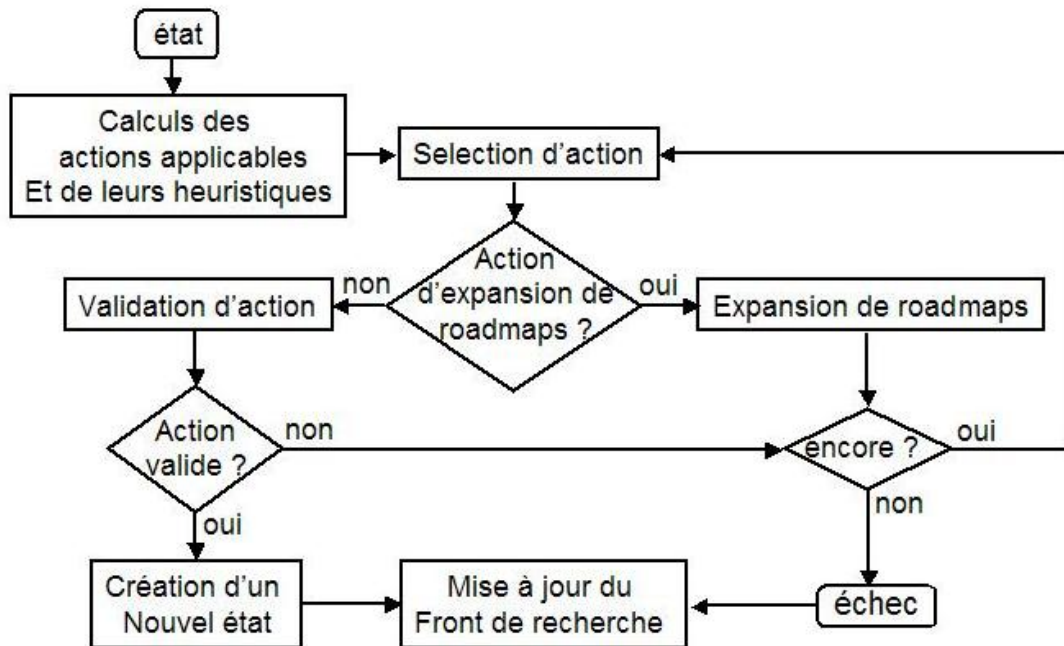 état
Calculs des
actions applicables
Et de leurs heuristiques
Selection d'action
Action
d'expansion de
roadmaps ?
non
oui
Validation d'action
Expansion de roadmaps
Action
valide ?
non
encore ?
oui
oui
non
Création d'un
Nouvel état
Mise à jour du
Front de recherche
échec